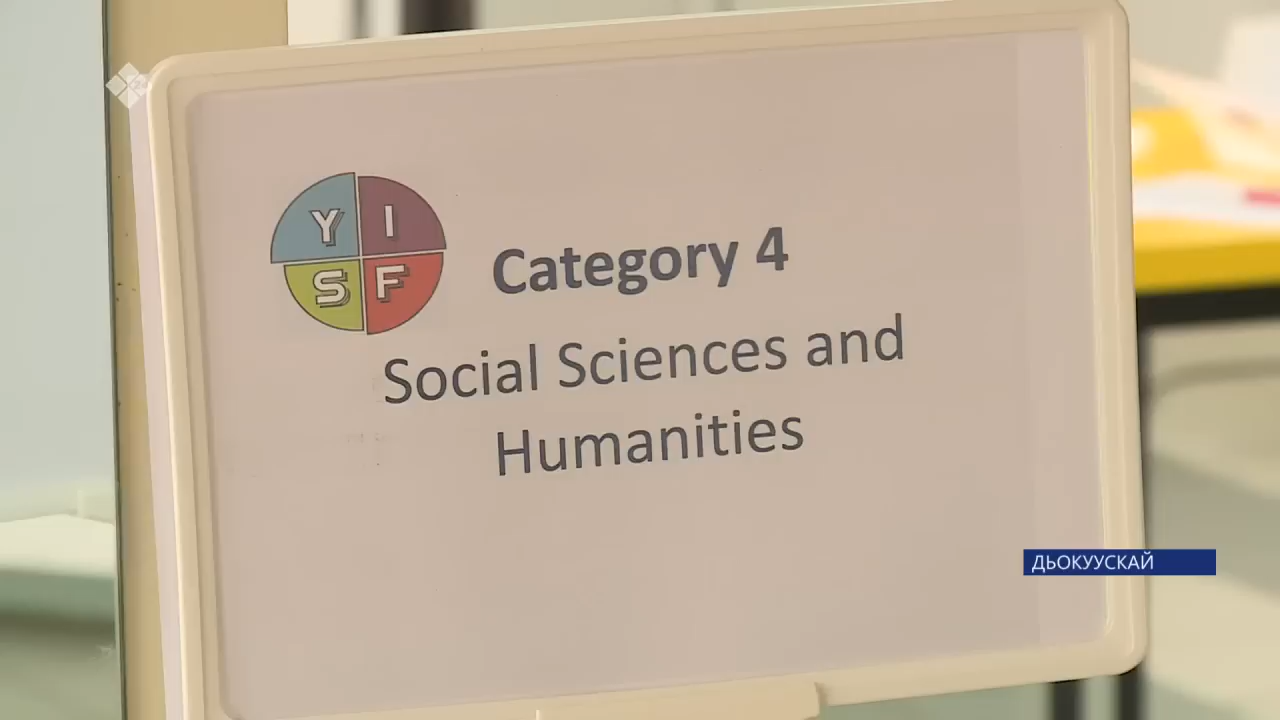 Y I
S F
Category 4
Social Sciences and
Humanities
ДЬОКУУСКАЙ